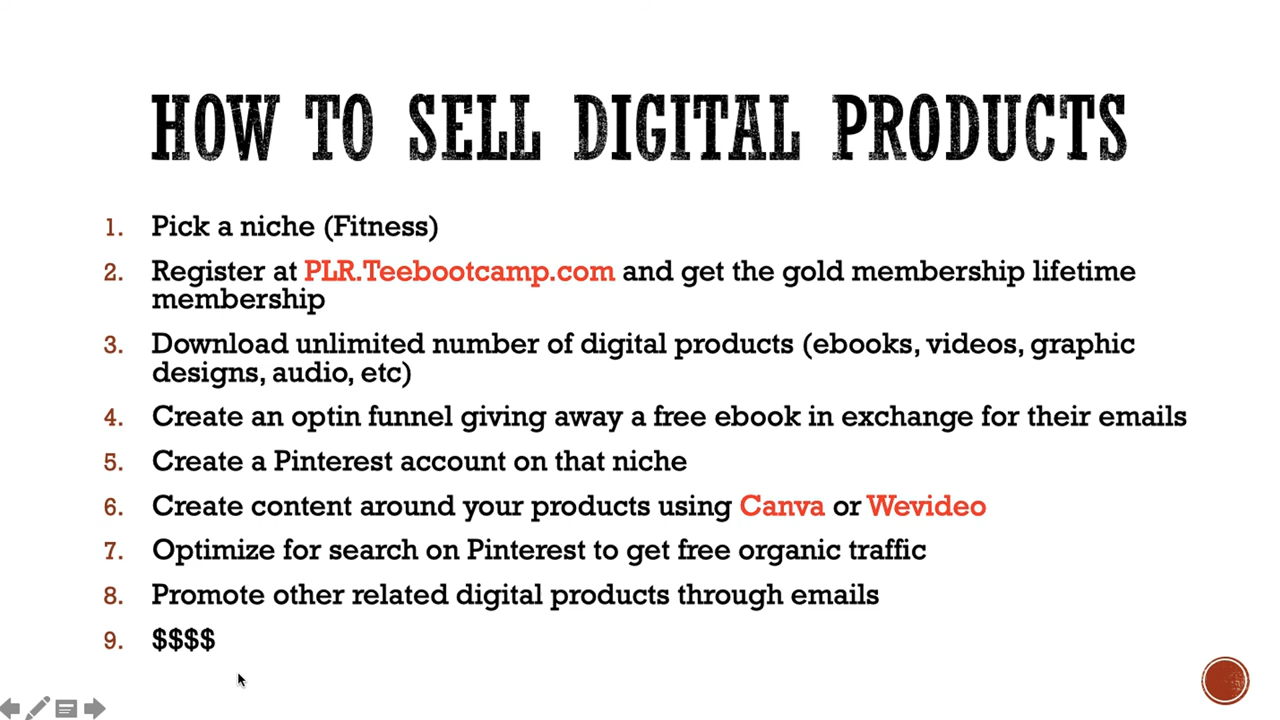 HOW TO SELL DIGITAL PRODUCTS
1. Pick a niche (Fitness)
2. Register at PLR.Teebootcamp.com and get the gold membership lifetime
membership
3. Download unlimited number of digital products (ebooks, videos, graphic
designs, audio, etc)
4. Create an optin funnel giving away a free ebook in exchange for their emails
5. Create a Pinterest account on that niche
6. Create content around your products using Canva or Wevideo
7. Optimize for search on Pinterest to get free organic traffic
8. Promote other related digital products through emails
9. $$$$